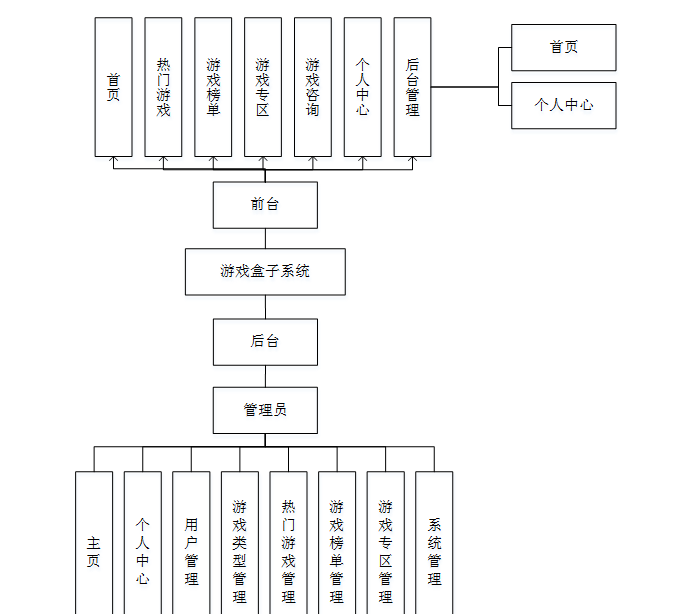 首页
热门游戏
游戏榜单
游戏专区
游戏咨询
个人中心
后台管理
首页
个人中心
前台
游戏盒子系统
后台
管理员
主页
个人中心
用户管理
游戏类型管理
热门游戏管理
游戏榜单管理
游戏专区管理
系统管理